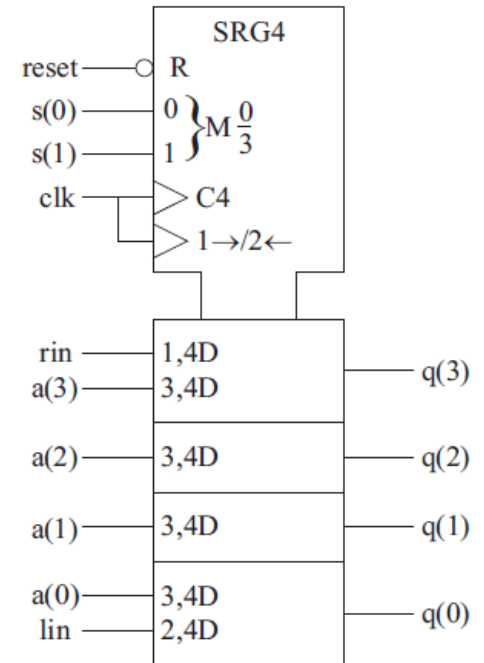 SRG4
reset R
s(0) 0
M 0/3
s(1) 1
clk C4
1→/2←
rin 1,4D
a(3) 3,4D
q(3)
a(2) 3,4D q(2)
a(1) 3,4D q(1)
a(0) 3,4D
q(0)
lin 2,4D